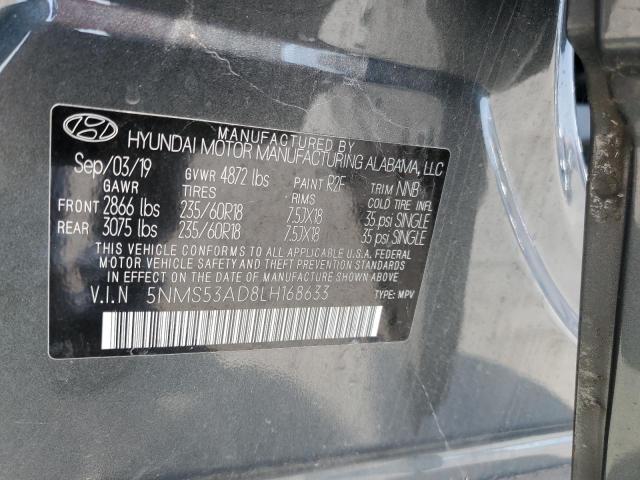 MANUFACTURED BY
HYUNDAI MOTOR MANUFACTURING ALABAMA, LLC
Sep/03/19 GVWR 4872 lbs PAINT R2F TRIM NNB
GAWR TIRES RIMS COLD TIRE INFL
FRONT 2866 lbs 235/60R18 7.5JX18 35 psi SINGLE
REAR 3075 lbs 235/60R18 7.5JX18 35 psi SINGLE
THIS VEHICLE CONFORMS TO ALL APPLICABLE U.S.A. FEDERAL
MOTOR VEHICLE SAFETY AND THEFT PREVENTION STANDARDS
IN EFFECT ON THE DATE OF MANUFACTURE SHOWN ABOVE.
V.I.N 5NMS53AD8LH168633 TYPE: MPV